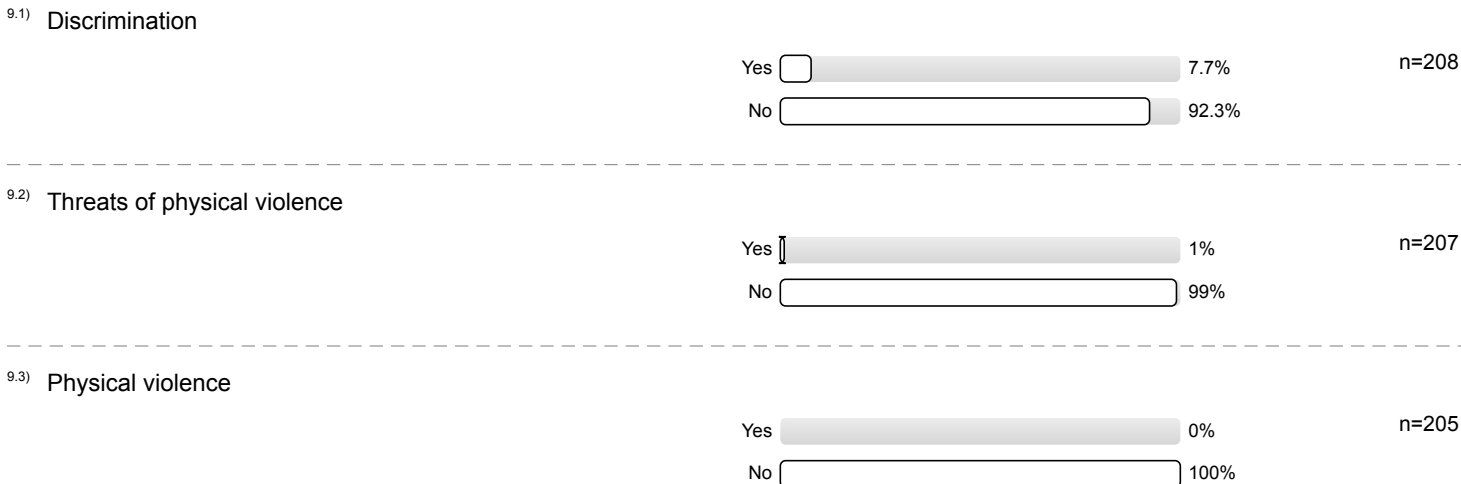 9.1) Discrimination
Yes 7.7% n=208
No 92.3%
9.2) Threats of physical violence
Yes 1% n=207
No 99%
9.3) Physical violence
Yes 0% n=205
No 100%